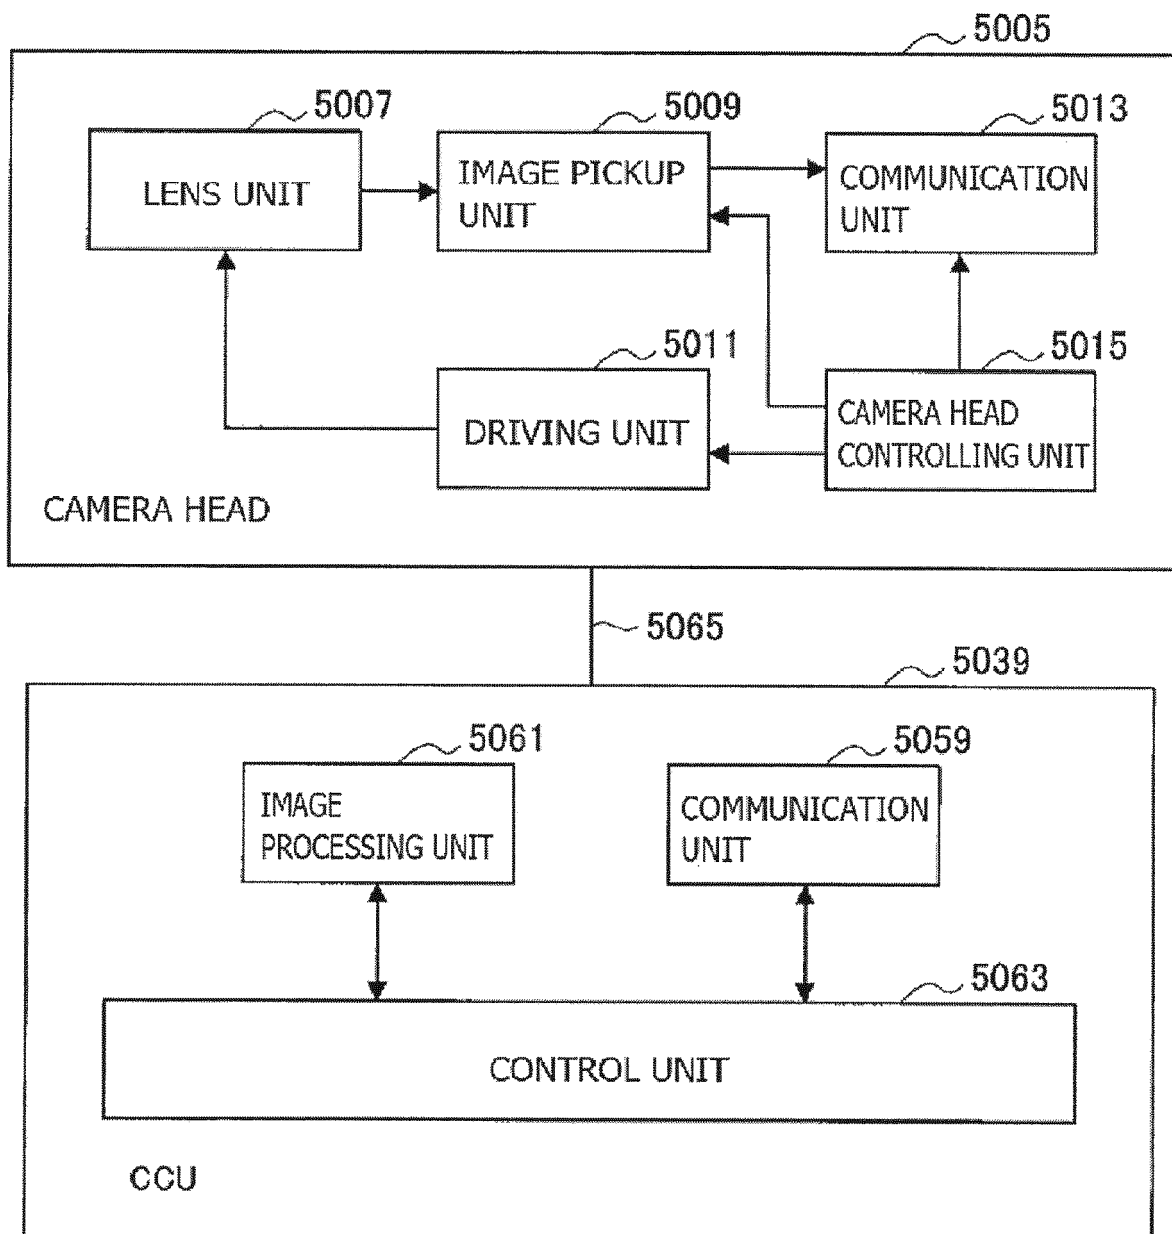 5005
5007
5009
5013
LENS UNIT
IMAGE PICKUP
UNIT
COMMUNICATION
UNIT
5011
5015
DRIVING UNIT
CAMERA HEAD
CONTROLLING UNIT
CAMERA HEAD
5065
5039
5061
5059
IMAGE
PROCESSING UNIT
COMMUNICATION
UNIT
5063
CONTROL UNIT
CCU